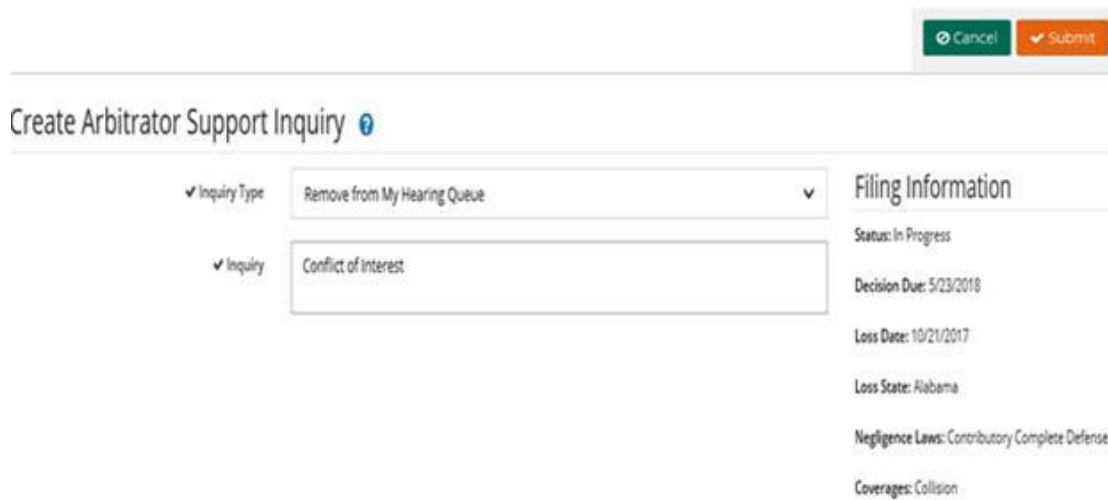 Cancel
Submit
Create Arbitrator Support Inquiry ?
Inquiry Type
Remove from My Hearing Queue
Inquiry
Conflict of Interest
Filing Information
Status: In Progress
Decision Due: 5/23/2018
Loss Date: 10/21/2017
Loss State: Alabama
Negligence Laws: Contributory Complete Defense
Coverages: Collision